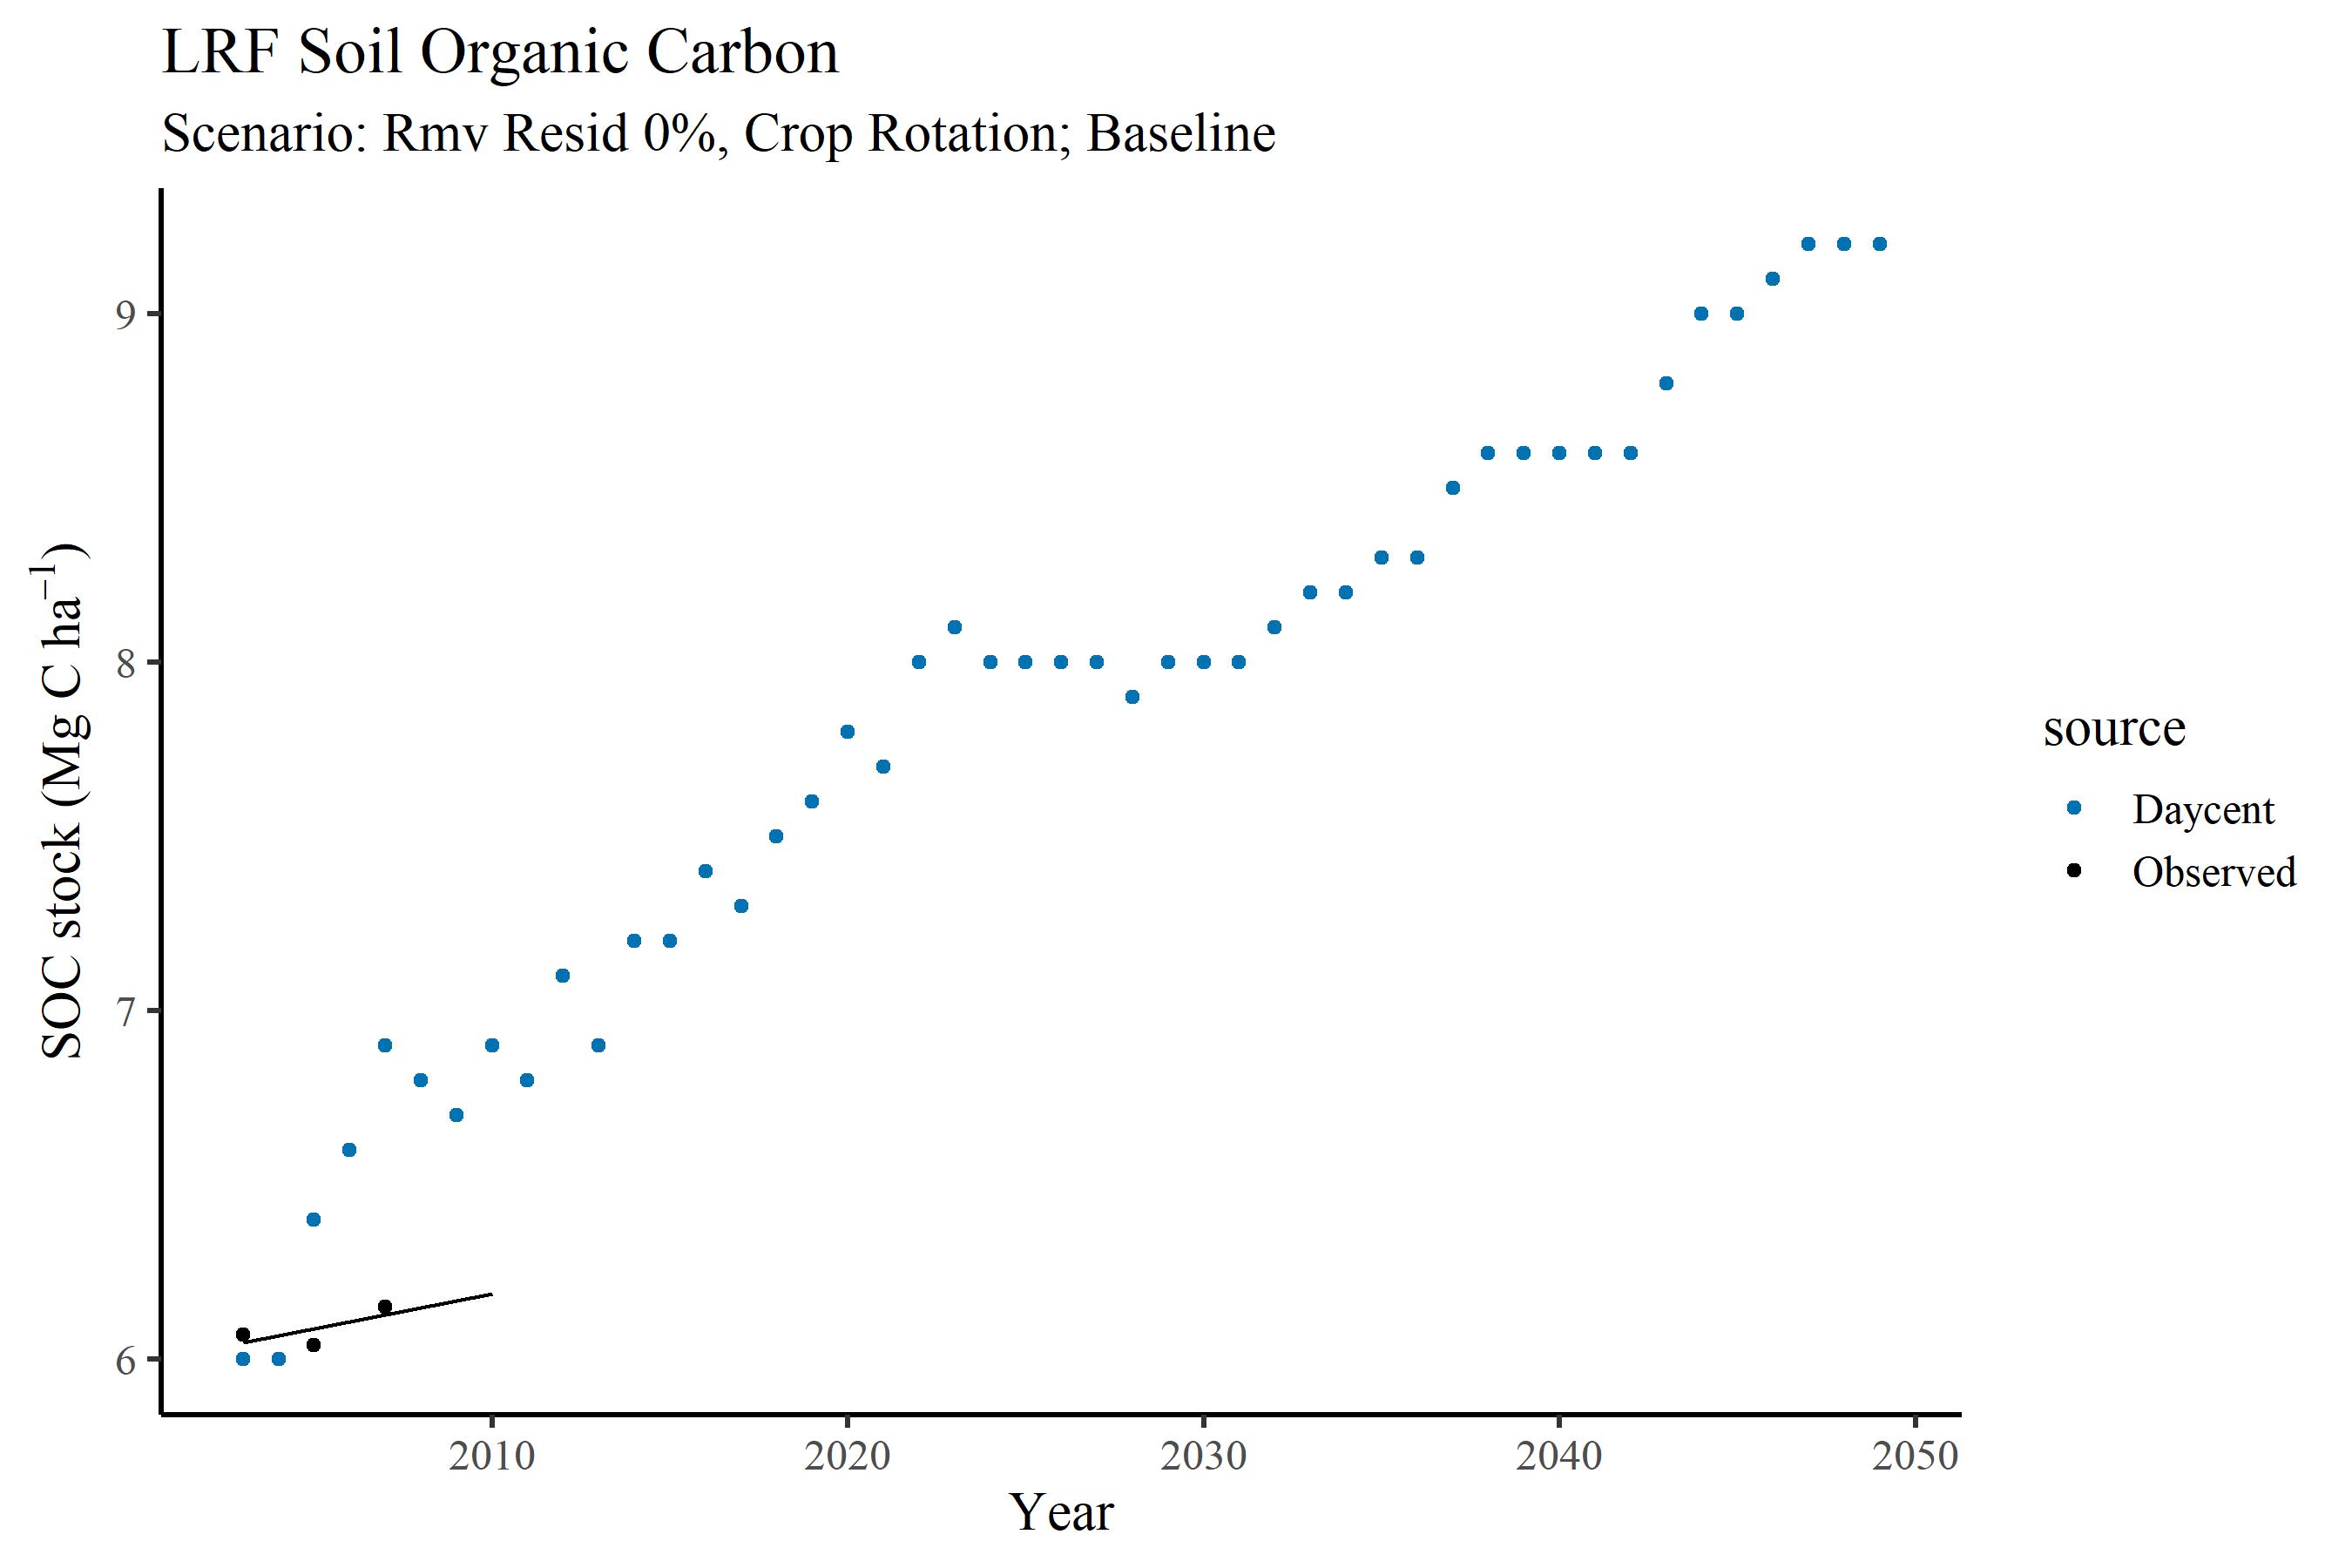 LRF Soil Organic Carbon
Scenario: Rmv Resid 0%, Crop Rotation; Baseline
SOC stock (Mg C ha⁻¹)
9
8
7
6
2010 2020 2030 2040 2050
Year
source
Daycent
Observed